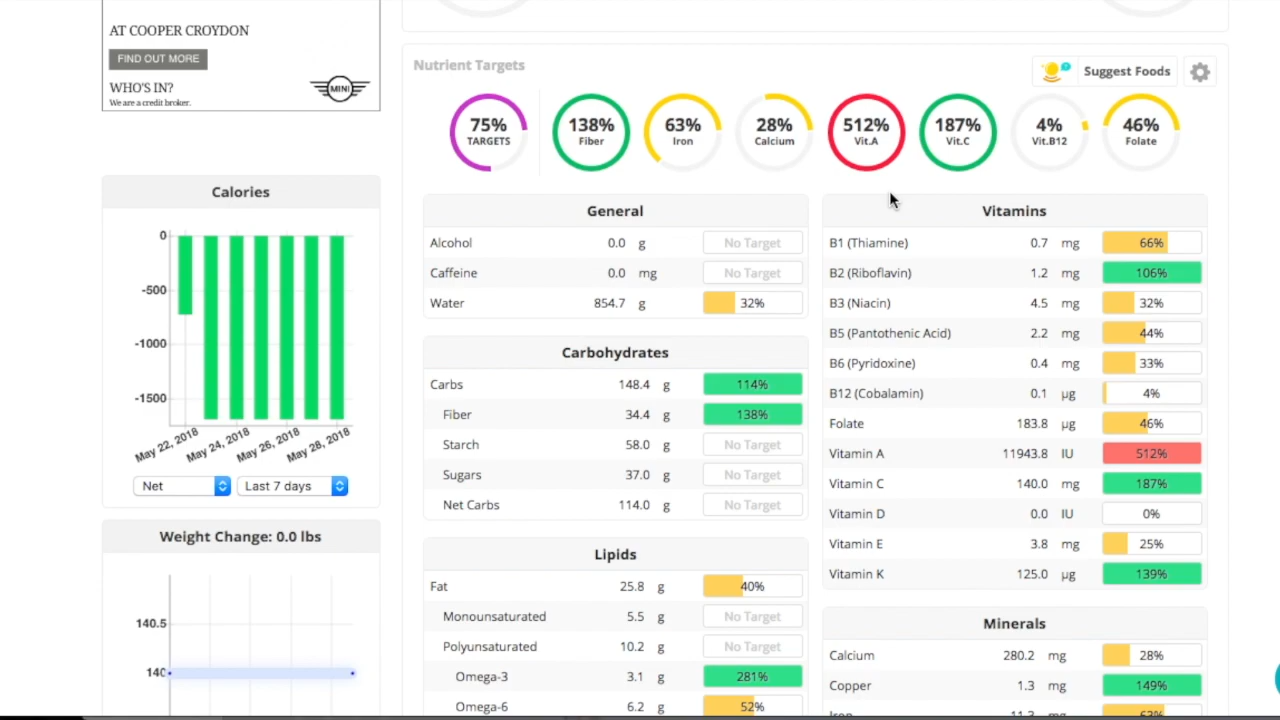 AT COOPER CROYDON
FIND OUT MORE
WHO'S IN?
We are a credit broker.
MINI
Calories
0
-500
-1000
-1500
May 22, 2018
May 24, 2018
May 26, 2018
May 28, 2018
Net
Last 7 days
Weight Change: 0.0 lbs
140.5
140
Nutrient Targets
Suggest Foods
75% TARGETS
138% Fiber
63% Iron
28% Calcium
512% Vit.A
187% Vit.C
4% Vit.B12
46% Folate
General
Alcohol 0.0 g No Target
Caffeine 0.0 mg No Target
Water 854.7 g 32%
Carbohydrates
Carbs 148.4 g 114%
Fiber 34.4 g 138%
Starch 58.0 g No Target
Sugars 37.0 g No Target
Net Carbs 114.0 g No Target
Lipids
Fat 25.8 g 40%
Monounsaturated 5.5 g No Target
Polyunsaturated 10.2 g No Target
Omega-3 3.1 g 281%
Omega-6 6.2 g 52%
Vitamins
B1 (Thiamine) 0.7 mg 66%
B2 (Riboflavin) 1.2 mg 106%
B3 (Niacin) 4.5 mg 32%
B5 (Pantothenic Acid) 2.2 mg 44%
B6 (Pyridoxine) 0.4 mg 33%
B12 (Cobalamin) 0.1 µg 4%
Folate 183.8 µg 46%
Vitamin A 11943.8 IU 512%
Vitamin C 140.0 mg 187%
Vitamin D 0.0 IU 0%
Vitamin E 3.8 mg 25%
Vitamin K 125.0 µg 139%
Minerals
Calcium 280.2 mg 28%
Copper 1.3 mg 149%
Iron 11.3 mg 63%